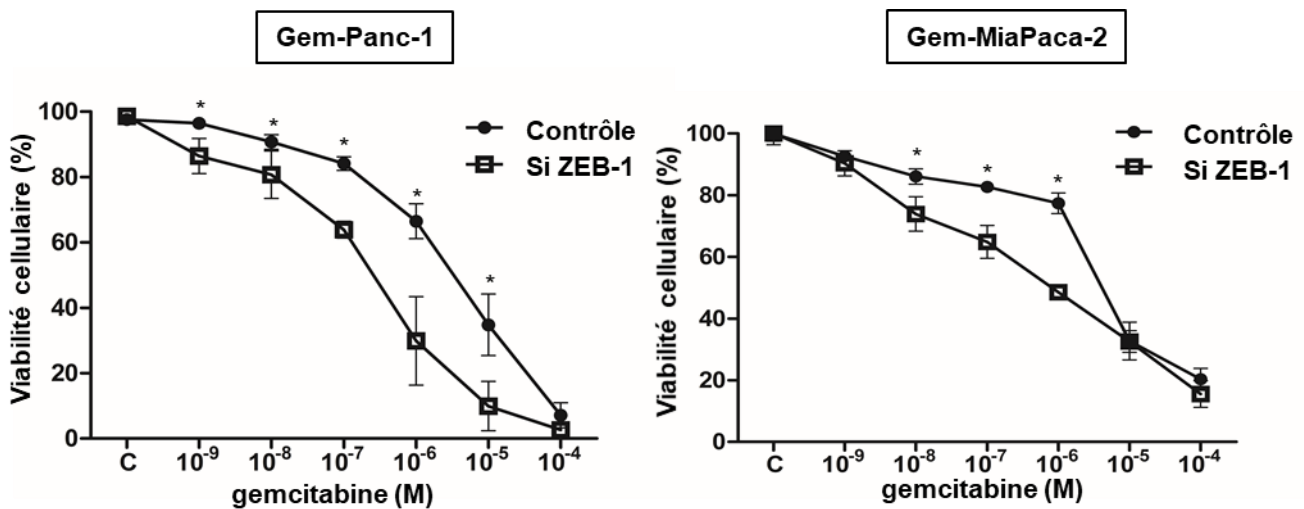 Gem-Panc-1
Viabilité cellulaire (%)
100
80
60
40
20
0
* * * * *
Contrôle
Si ZEB-1
C 10⁻⁹ 10⁻⁸ 10⁻⁷ 10⁻⁶ 10⁻⁵ 10⁻⁴
gemcitabine (M)
Gem-MiaPaca-2
Viabilité cellulaire (%)
100
80
60
40
20
0
* * *
Contrôle
Si ZEB-1
C 10⁻⁹ 10⁻⁸ 10⁻⁷ 10⁻⁶ 10⁻⁵ 10⁻⁴
gemcitabine (M)